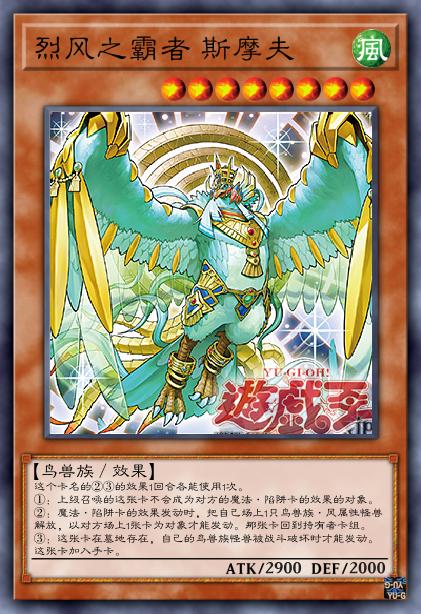 烈风之霸者 斯摩夫
風
YU-GI-OH!
遊戯王
.JP
【鸟兽族／效果】
这个卡名的②③的效果1回合各能使用1次。
①：上级召唤的这张卡不会成为对方的魔法·陷阱卡的效果的对象。
②：魔法·陷阱卡的效果发动时，把自己场上1只鸟兽族·风属性怪兽
解放，以对方场上1张卡为对象才能发动。那张卡回到持有者卡组。
③：这张卡在墓地存在，自己的鸟兽族怪兽被战斗破坏时才能发动。
这张卡加入手卡。
ATK/2900 DEF/2000